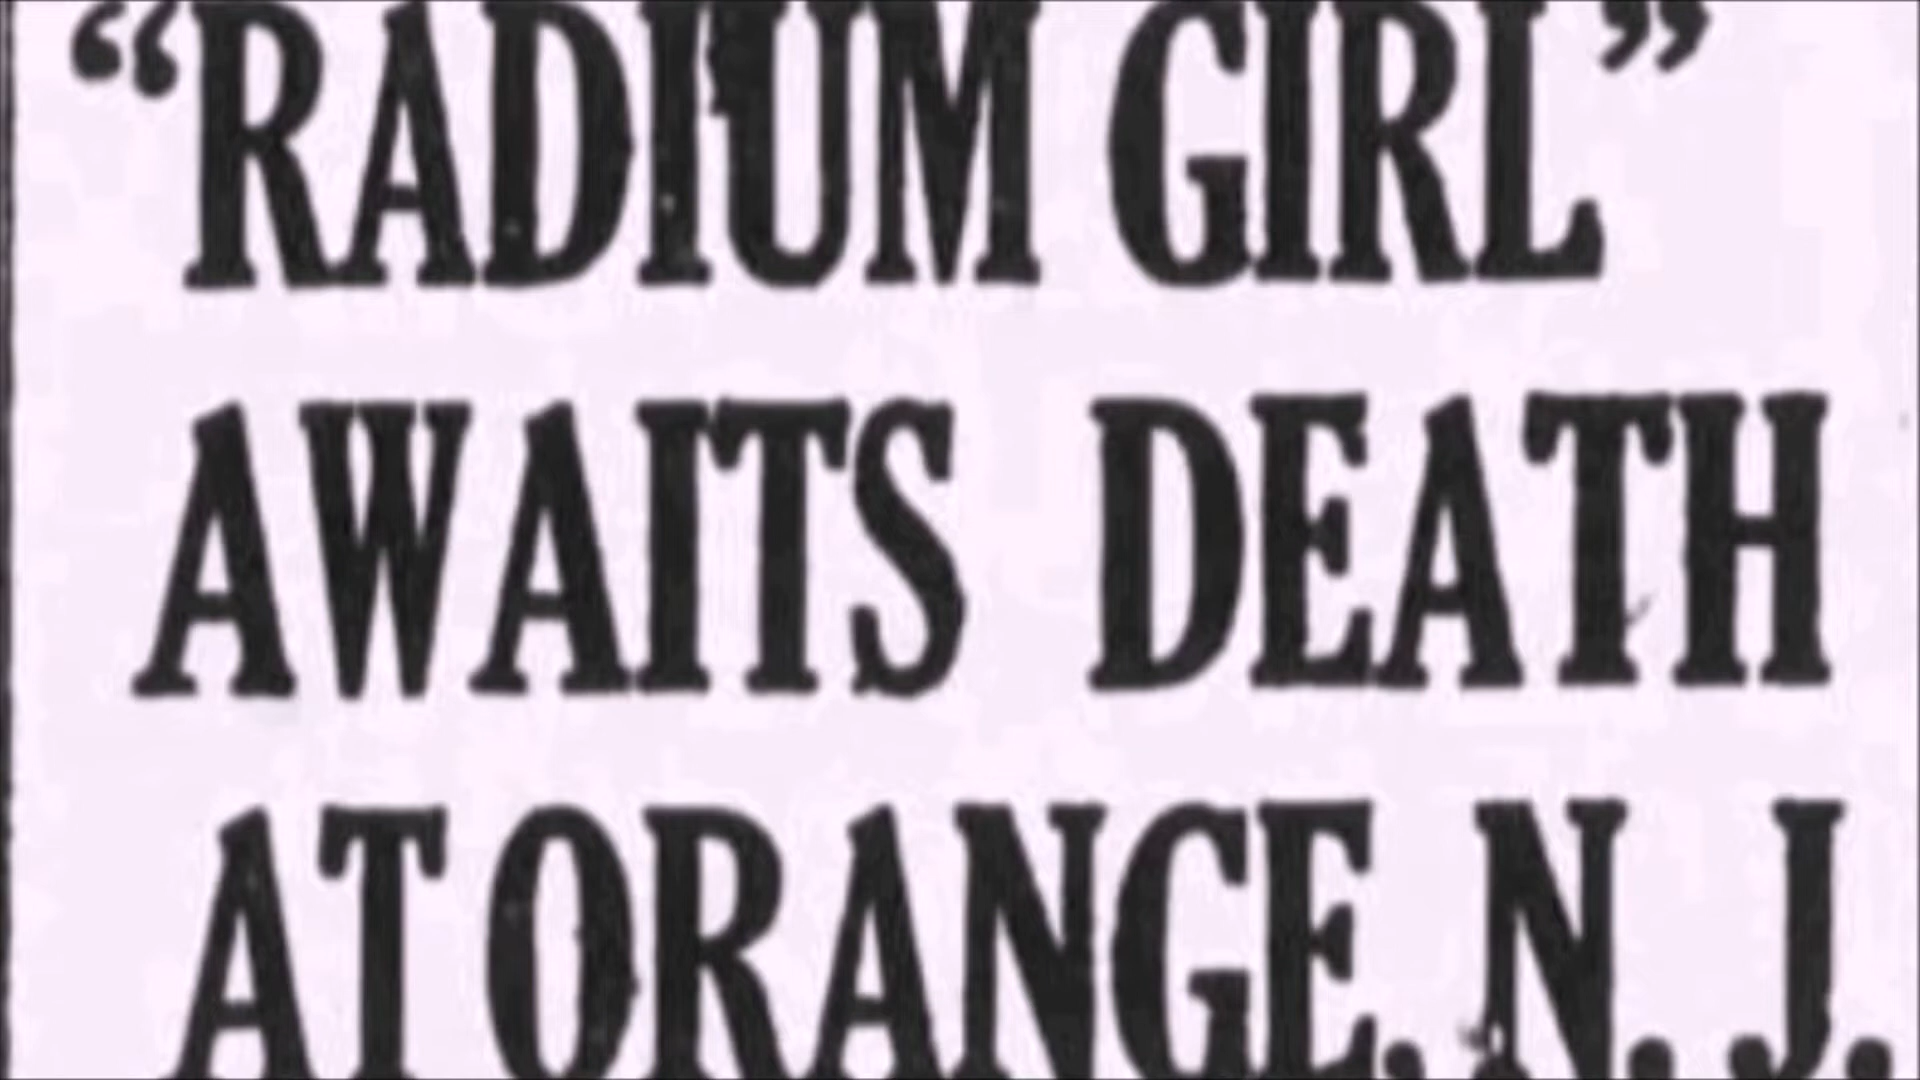 “RADIUM GIRL”
AWAITS DEATH
AT ORANGE, N. J.